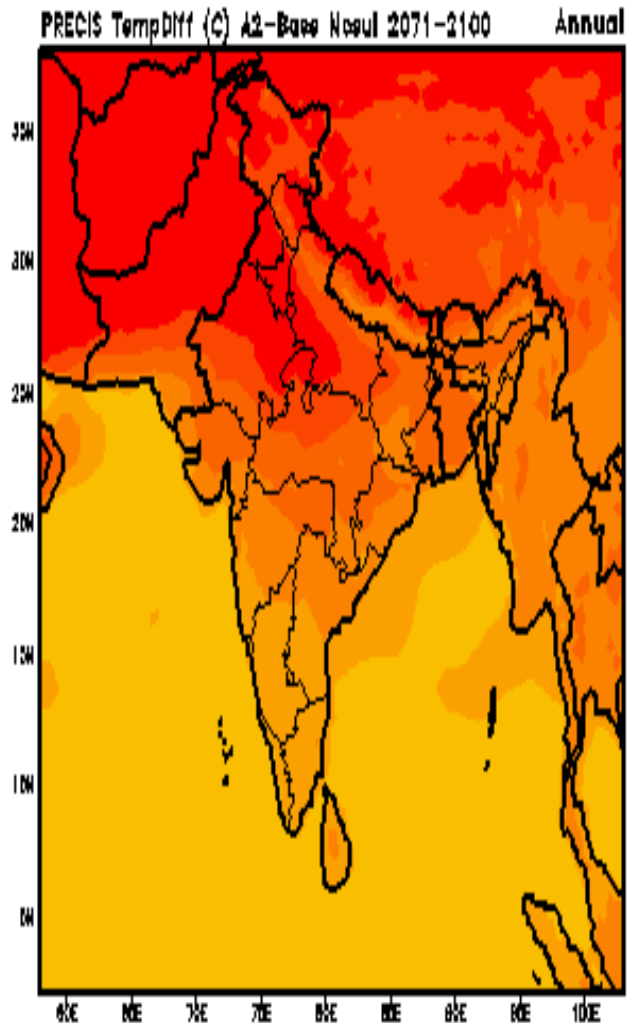 PRECIS TempDiff (C) A2-Base Nosul 2071-2100 Annual
35N
30N
25N
20N
15N
10N
5N
60E 65E 70E 75E 80E 85E 90E 95E 100E